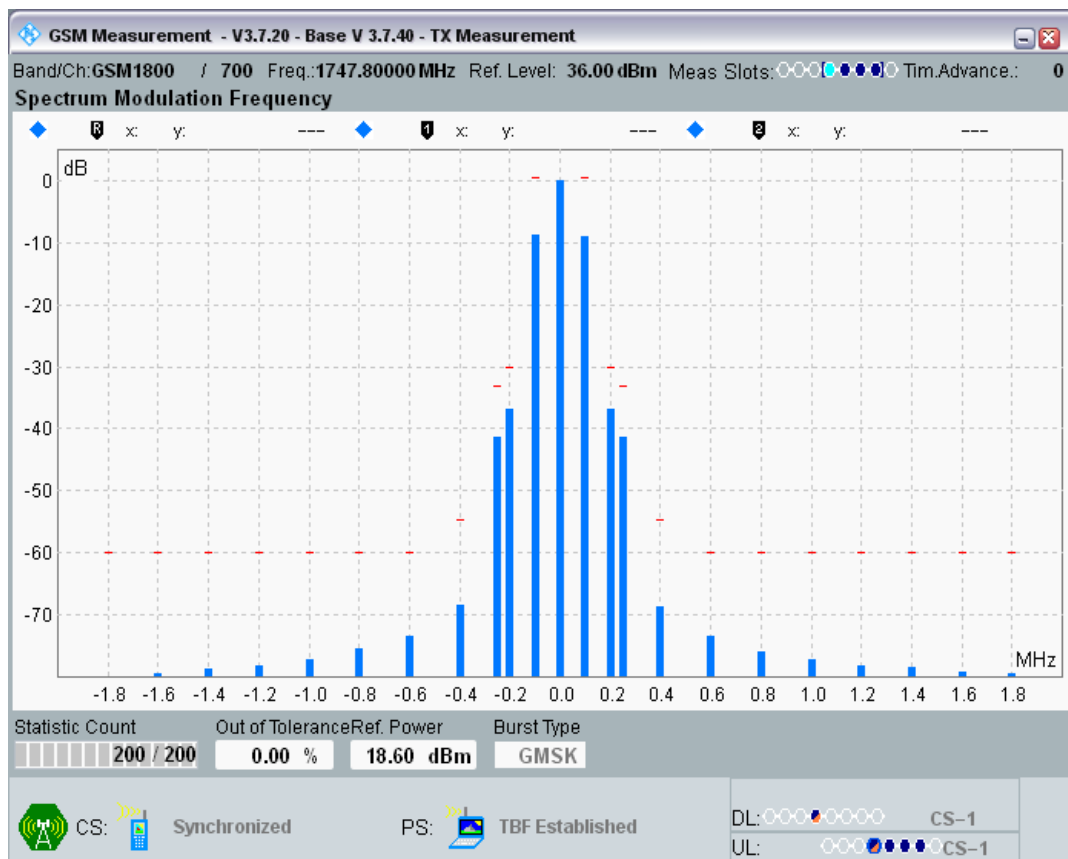 GSM Measurement - V3.7.20 - Base V 3.7.40 - TX Measurement
Band/Ch:GSM1800 / 700 Freq.:1747.80000 MHz Ref. Level: 36.00 dBm Meas Slots: Tim.Advance.: 0
Spectrum Modulation Frequency
R x: y: --- 1 x: y: --- 2 x: y: ---
dB
0
-10
-20
-30
-40
-50
-60
-70
MHz
-1.8 -1.6 -1.4 -1.2 -1.0 -0.8 -0.6 -0.4 -0.2 0.0 0.2 0.4 0.6 0.8 1.0 1.2 1.4 1.6 1.8
Statistic Count Out of Tolerance Ref. Power Burst Type
200 / 200 0.00 % 18.60 dBm GMSK
CS: Synchronized PS: TBF Established
DL: CS-1
UL: CS-1